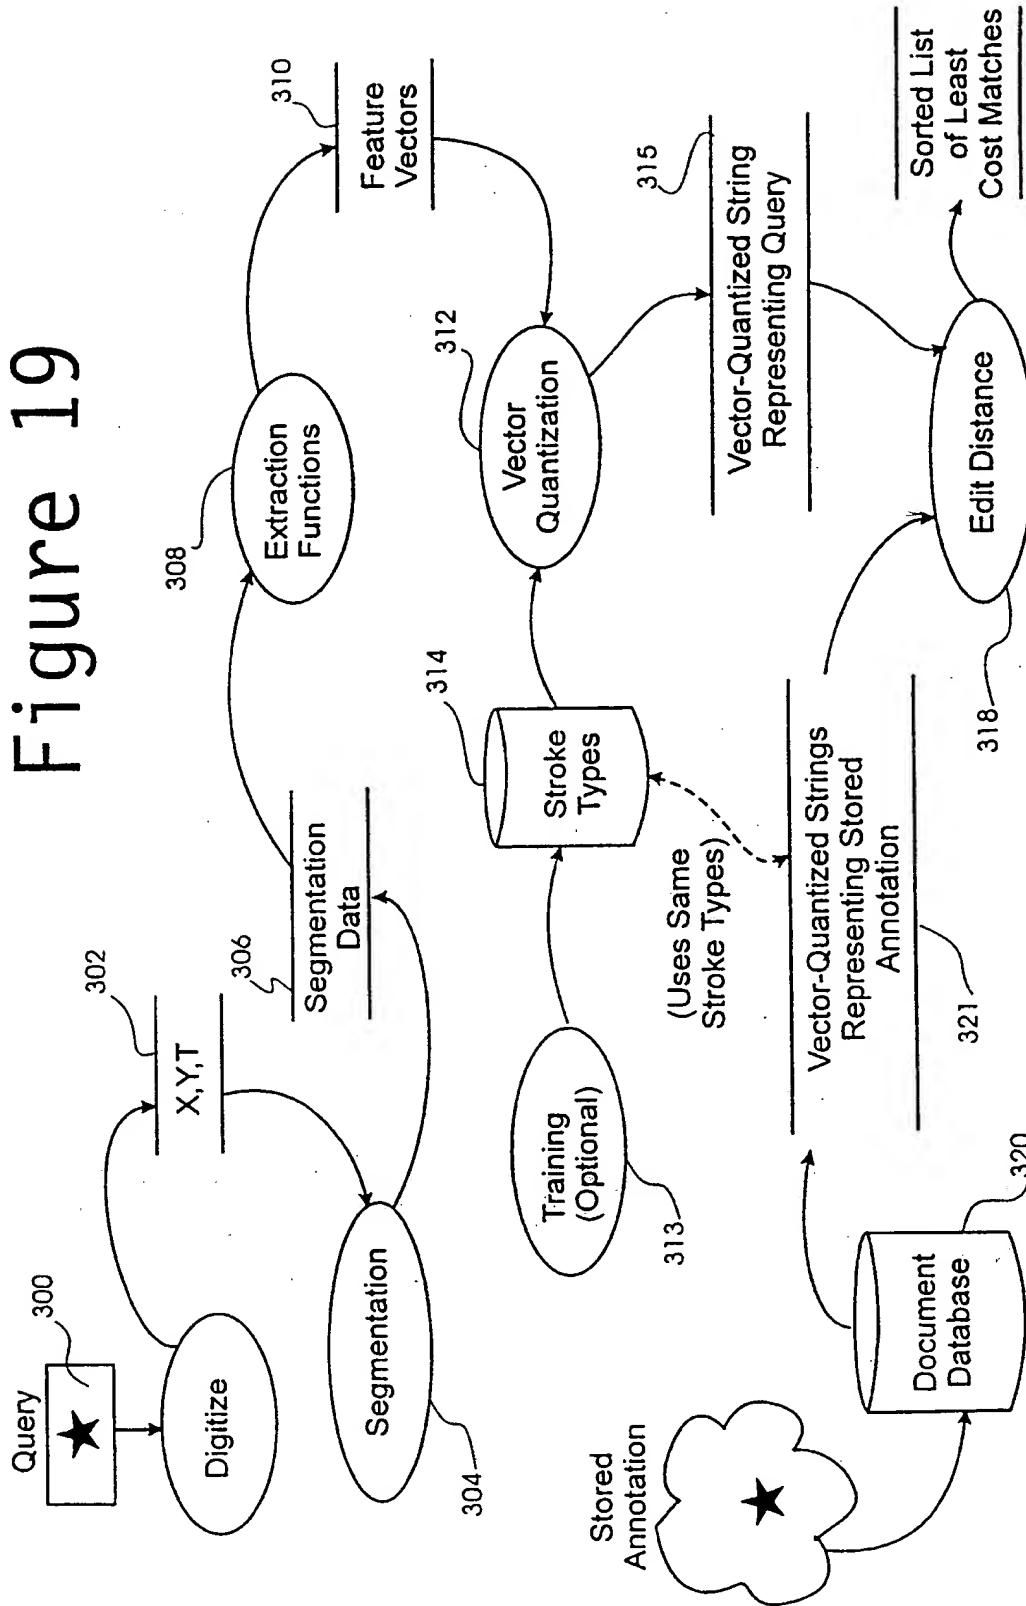 Figure 19
Query
300
Digitize
302
X,Y,T
Segmentation
304
306
Segmentation
Data
308
Extraction
Functions
310
Feature
Vectors
312
Vector
Quantization
314
Stroke
Types
Training
(Optional)
313
(Uses Same
Stroke Types)
315
Vector-Quantized String
Representing Query
Stored
Annotation
Document
Database
320
Vector-Quantized Strings
Representing Stored
Annotation
321
Edit Distance
318
Sorted List
of Least
Cost Matches